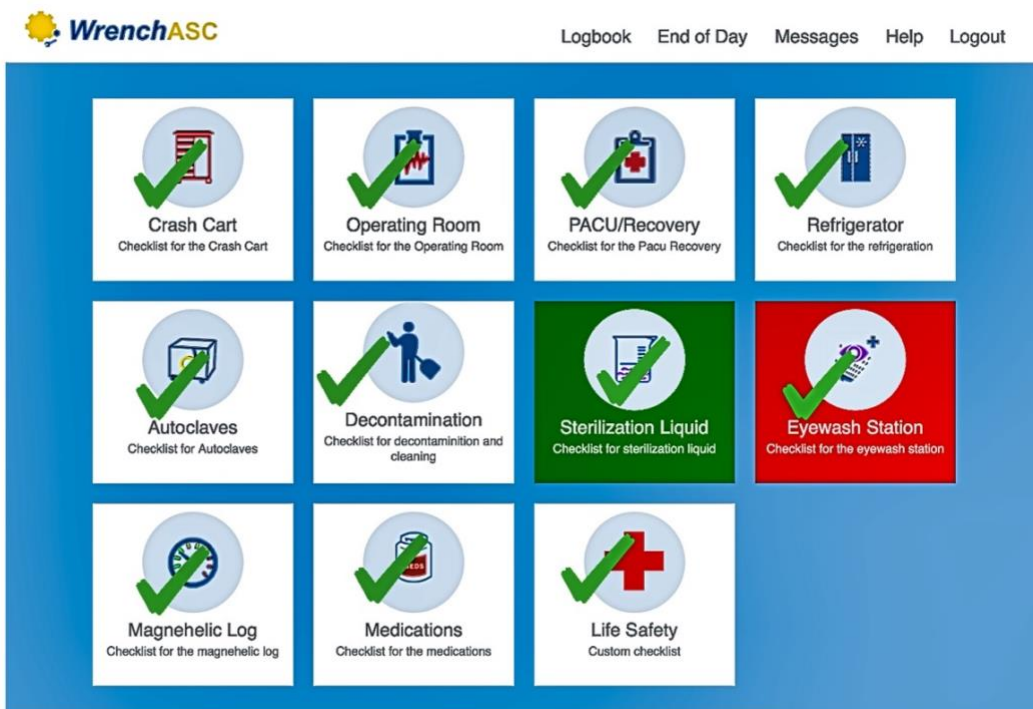 WrenchASC
Logbook End of Day Messages Help Logout
Crash Cart
Checklist for the Crash Cart
Operating Room
Checklist for the Operating Room
PACU/Recovery
Checklist for the Pacu Recovery
Refrigerator
Checklist for the refrigeration
Autoclaves
Checklist for Autoclaves
Decontamination
Checklist for decontaminition and
cleaning
Sterilization Liquid
Checklist for sterilization liquid
Eyewash Station
Checklist for the eyewash station
Magnehelic Log
Checklist for the magnehelic log
Medications
Checklist for the medications
Life Safety
Custom checklist